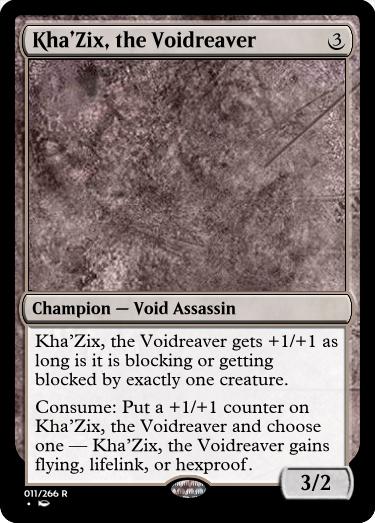 Kha'Zix, the Voidreaver 3
Champion — Void Assassin
Kha'Zix, the Voidreaver gets +1/+1 as
long is it is blocking or getting
blocked by exactly one creature.
Consume: Put a +1/+1 counter on
Kha'Zix, the Voidreaver and choose
one — Kha'Zix, the Voidreaver gains
flying, lifelink, or hexproof.
3/2
011/266 R